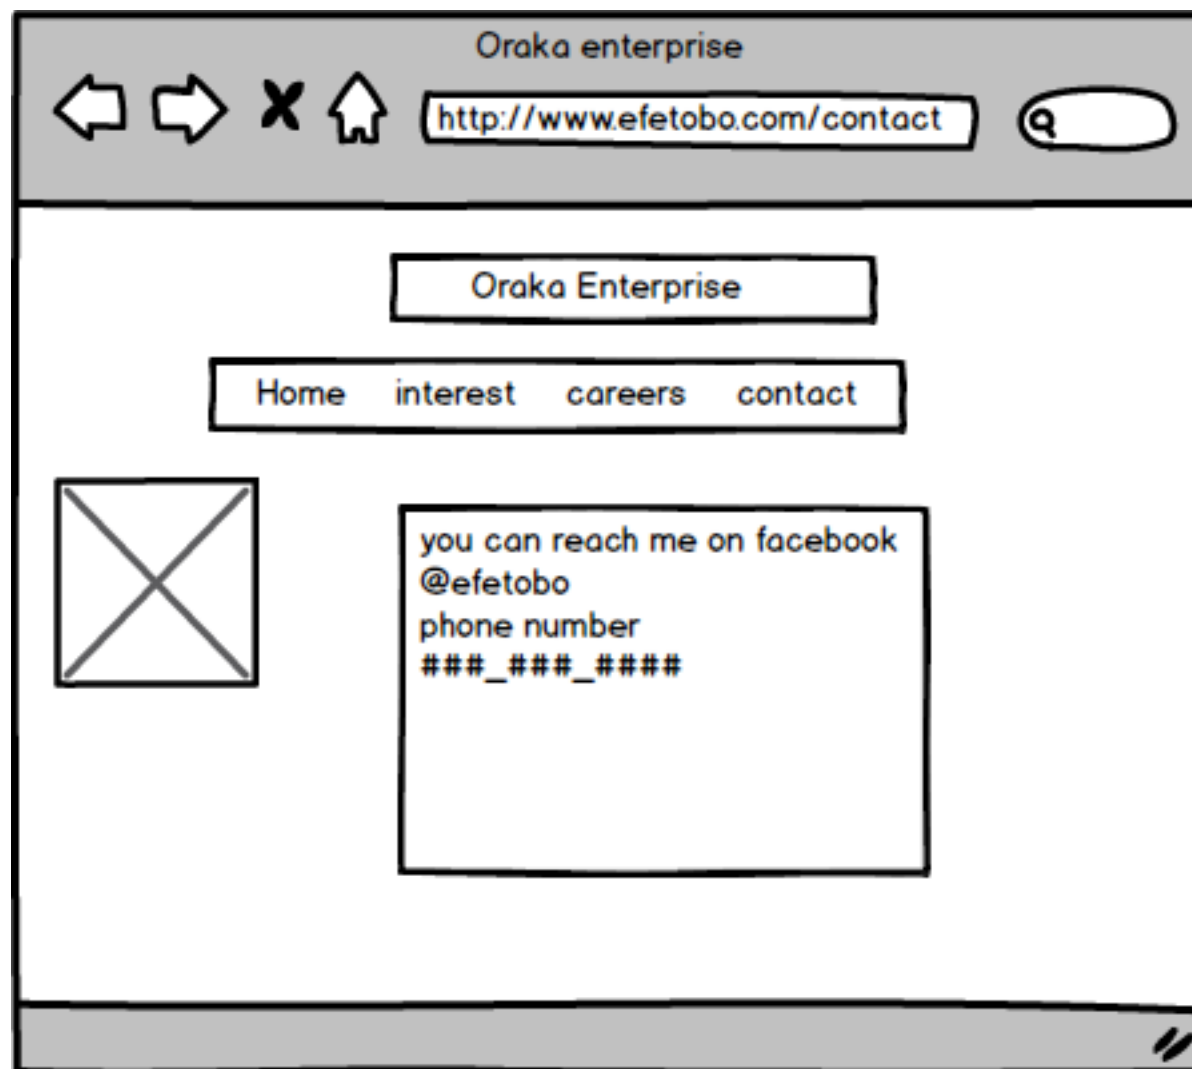 Oraka enterprise
http://www.efetobo.com/contact
Oraka Enterprise
Home interest careers contact
you can reach me on facebook
@efetobo
phone number
###_###_####